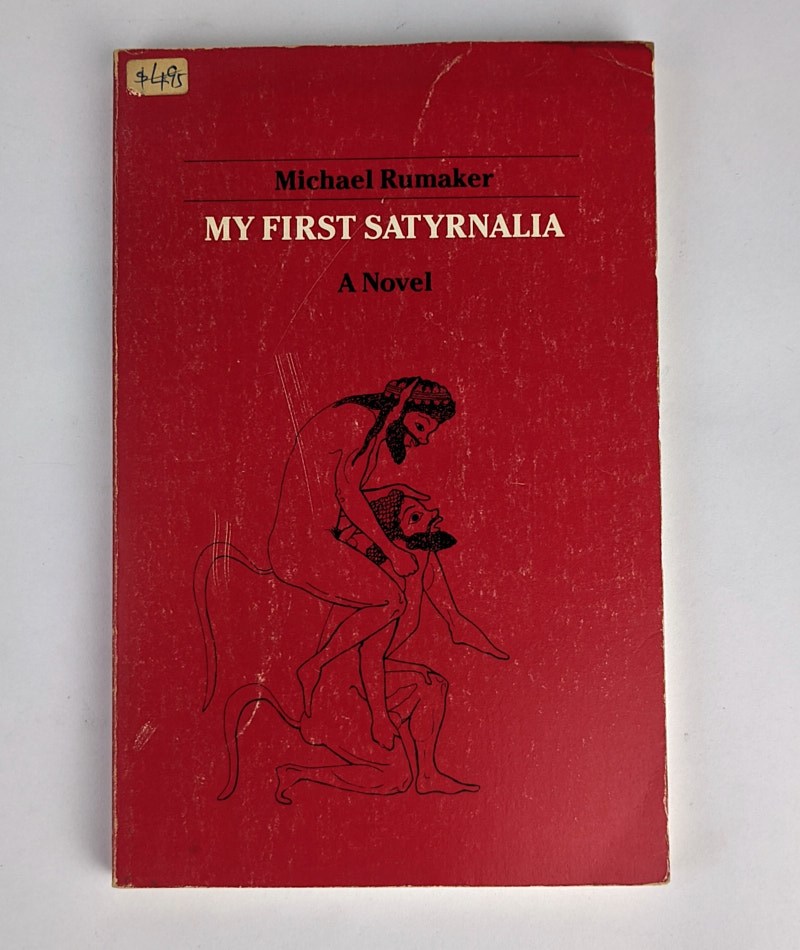 $4.95
Michael Rumaker
MY FIRST SATYRNALIA
A Novel